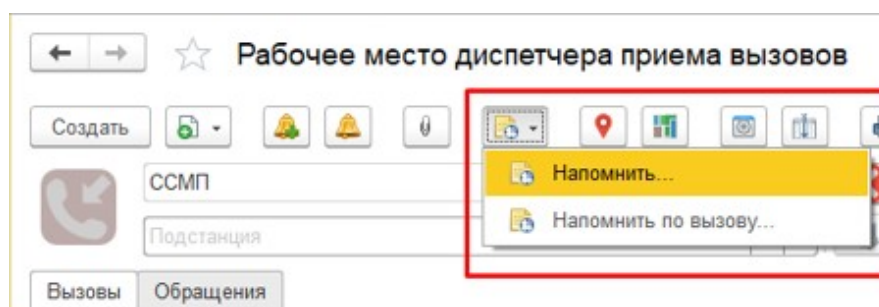 Рабочее место диспетчера приема вызовов
Создать
ССМП
Напомнить...
Подстанция
Напомнить по вызову...
Вызовы Обращения